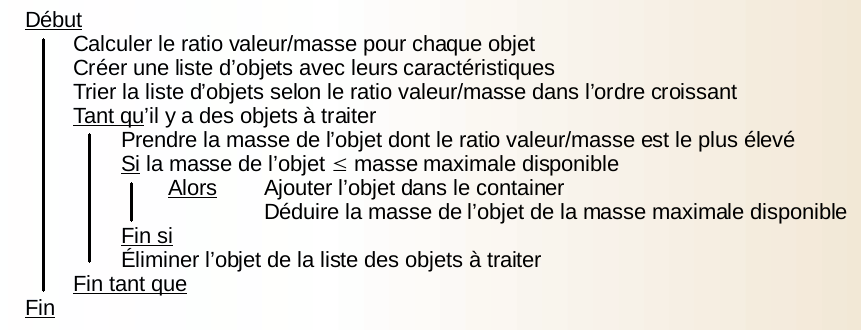 Début
Calculer le ratio valeur/masse pour chaque objet
Créer une liste d'objets avec leurs caractéristiques
Trier la liste d'objets selon le ratio valeur/masse dans l'ordre croissant
Tant qu'il y a des objets à traiter
Prendre la masse de l'objet dont le ratio valeur/masse est le plus élevé
Si la masse de l'objet ≤ masse maximale disponible
Alors Ajouter l'objet dans le container
Déduire la masse de l'objet de la masse maximale disponible
Fin si
Éliminer l'objet de la liste des objets à traiter
Fin tant que
Fin